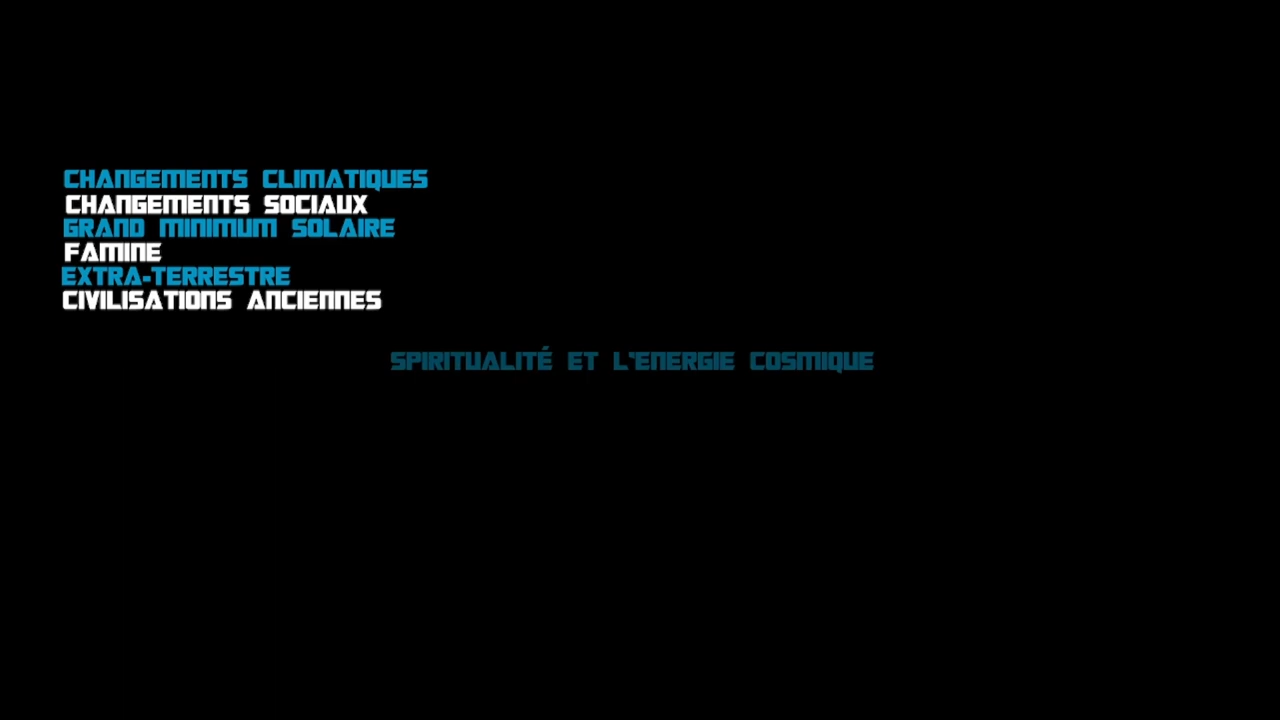 CHANGEMENTS CLIMATIQUES
CHANGEMENTS SOCIAUX
GRAND MINIMUM SOLAIRE
FAMINE
EXTRA-TERRESTRE
CIVILISATIONS ANCIENNES
SPIRITUALITÉ ET L'ENERGIE COSMIQUE